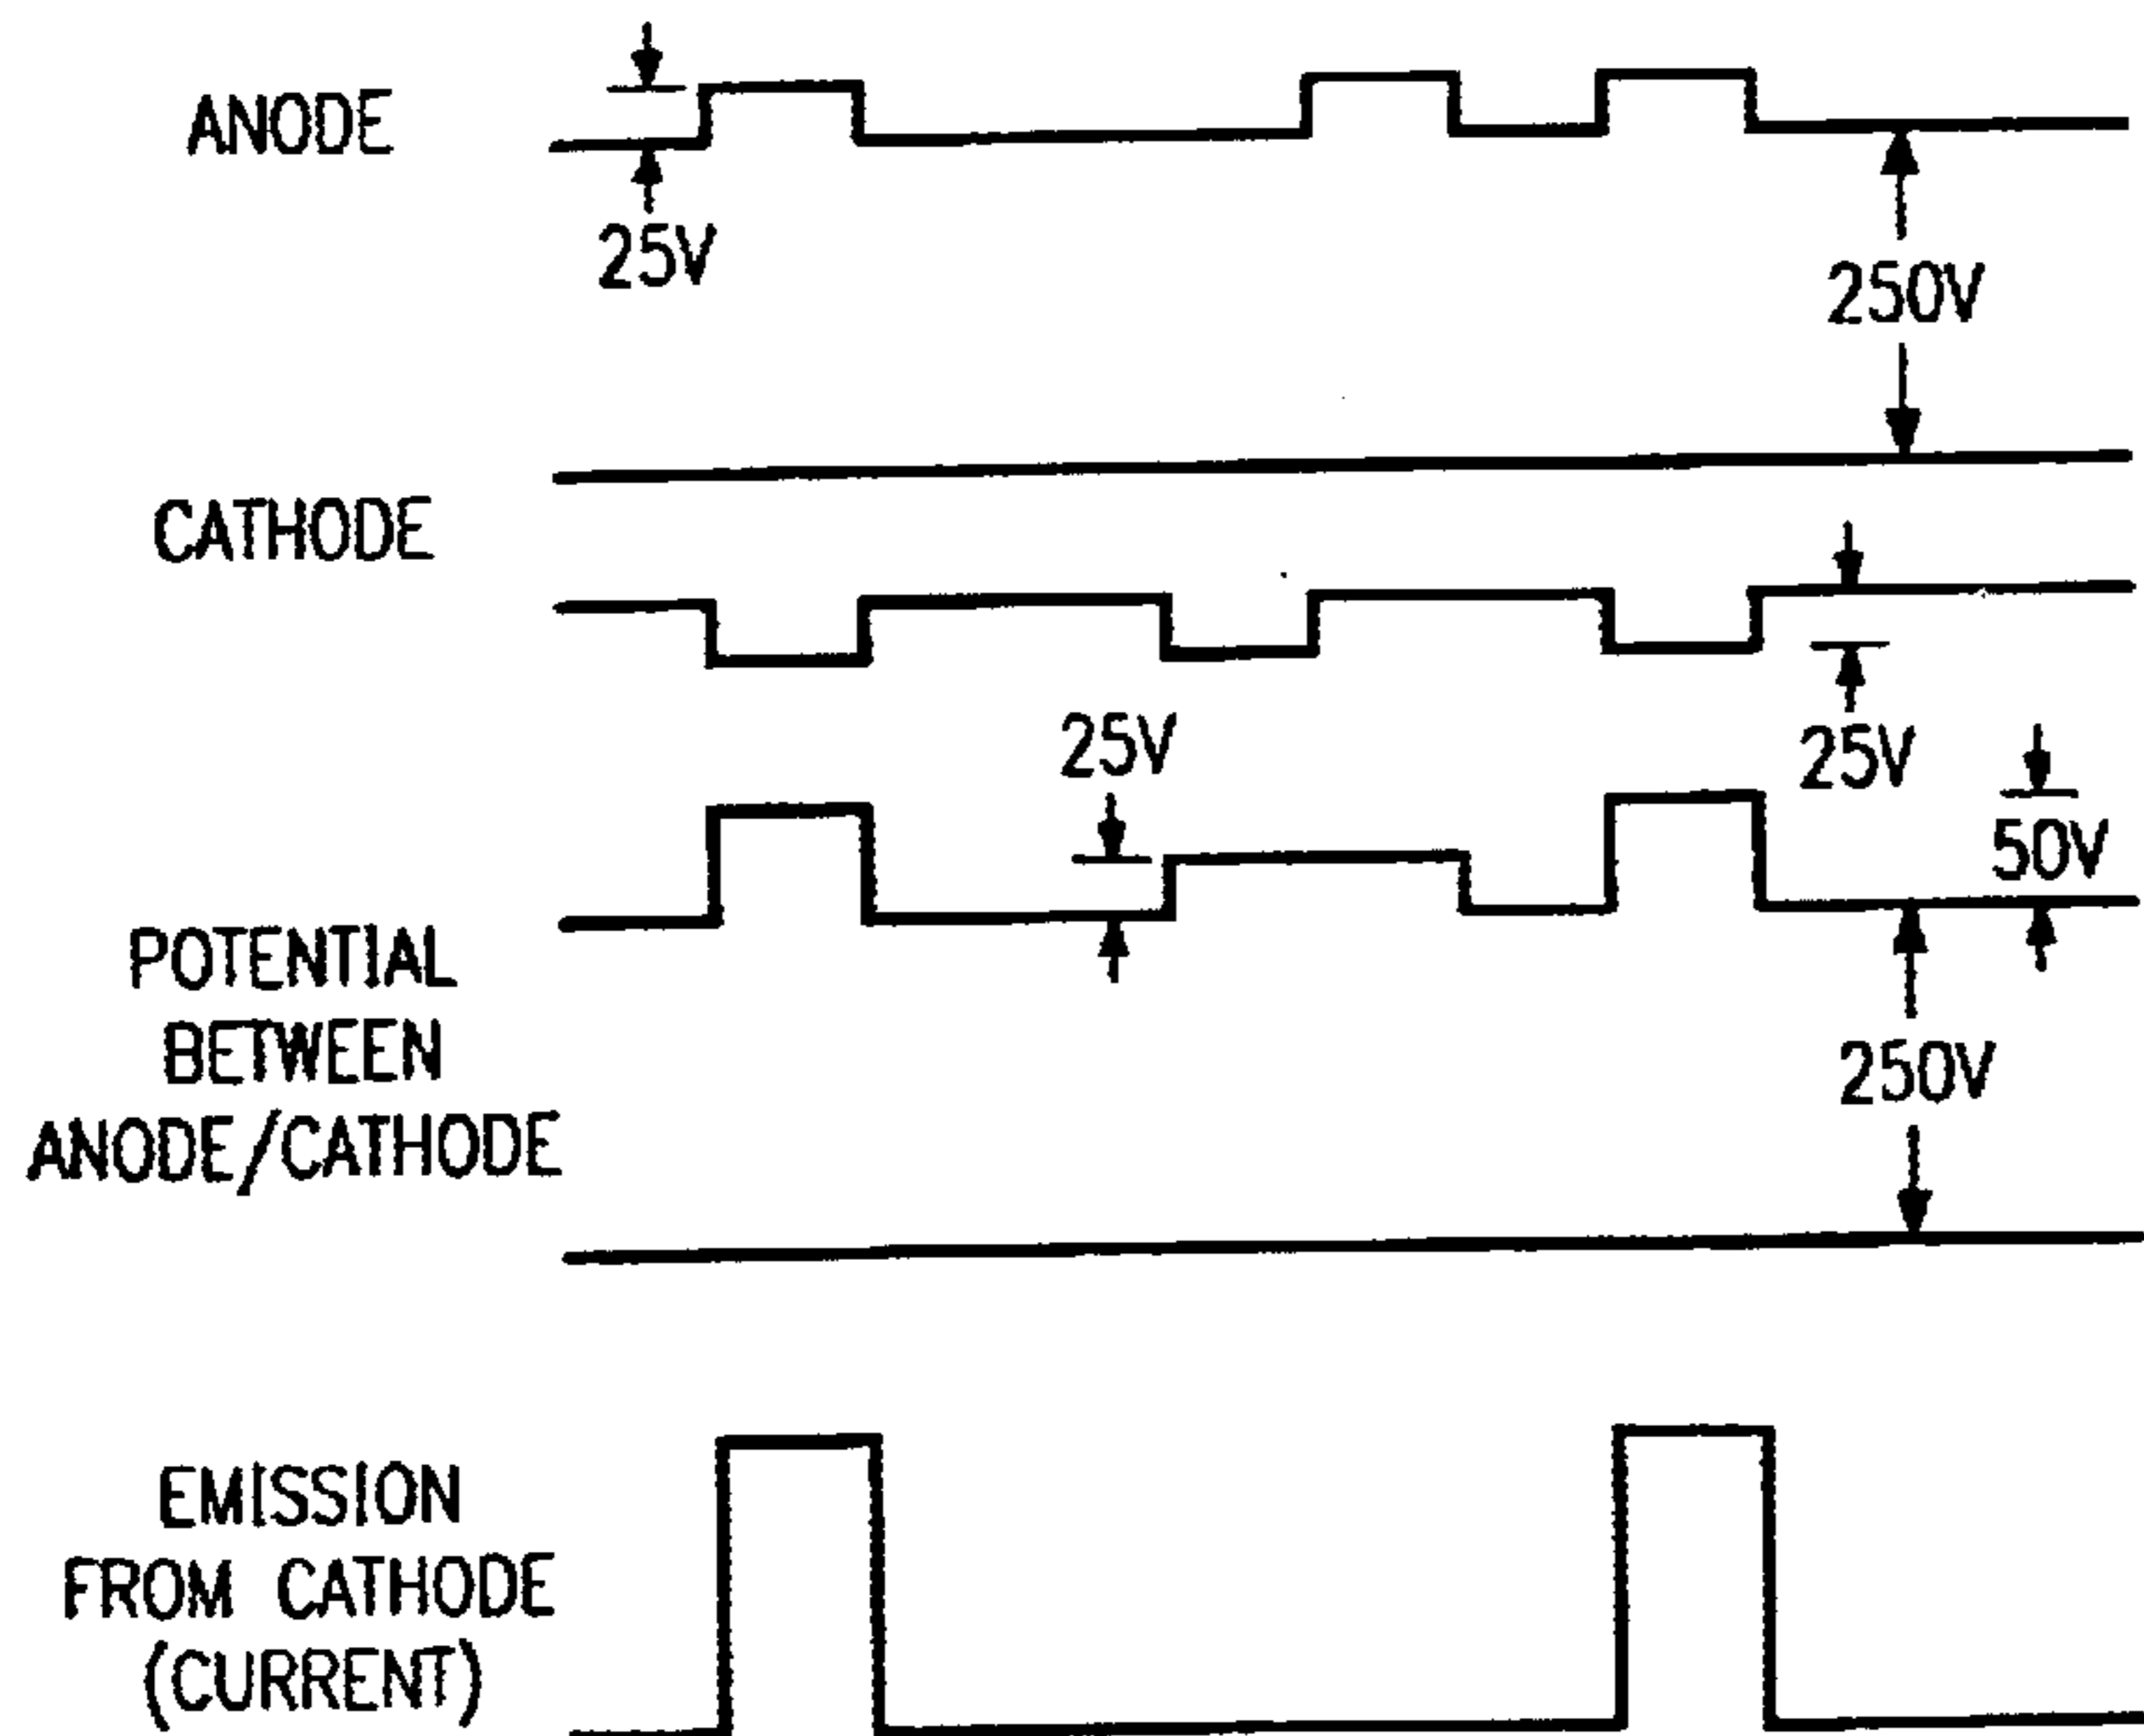 ANODE
25V
250V
CATHODE
25V
25V
50V
POTENTIAL
BETWEEN
ANODE/CATHODE
250V
EMISSION
FROM CATHODE
(CURRENT)